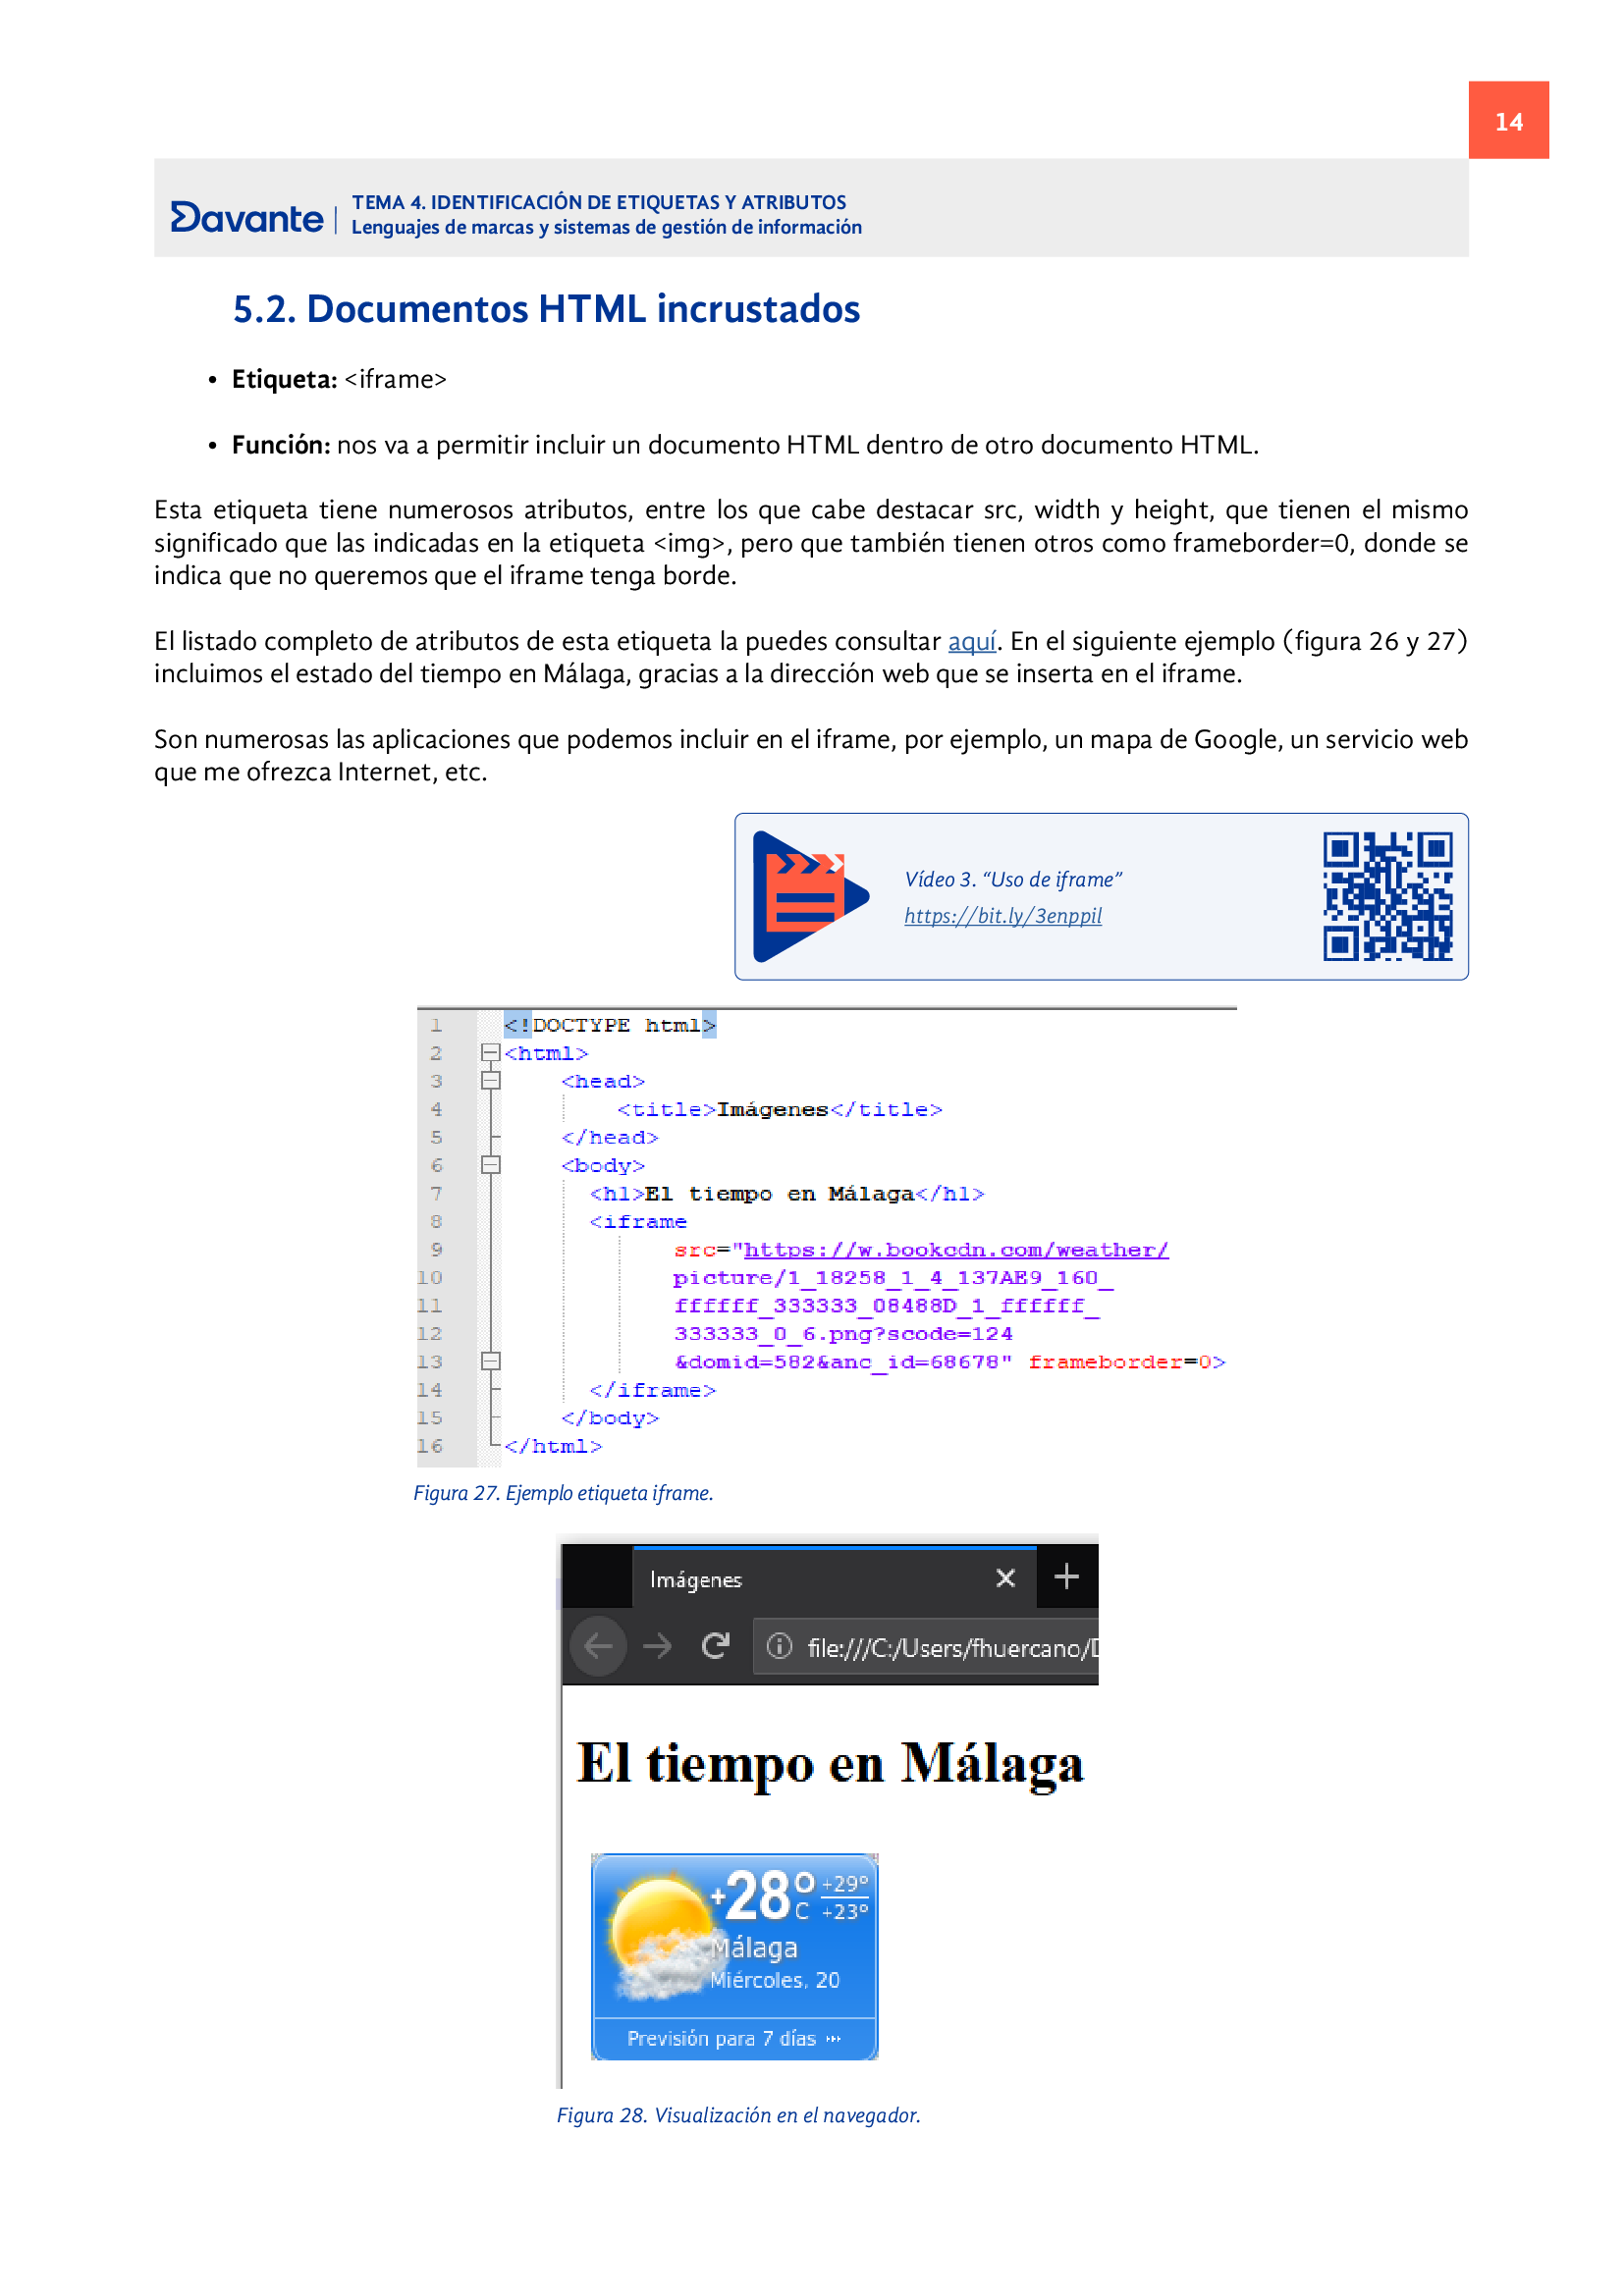 14
Davante
TEMA 4. IDENTIFICACIÓN DE ETIQUETAS Y ATRIBUTOS
Lenguajes de marcas y sistemas de gestión de información
5.2. Documentos HTML incrustados
• Etiqueta: <iframe>
• Función: nos va a permitir incluir un documento HTML dentro de otro documento HTML.
Esta etiqueta tiene numerosos atributos, entre los que cabe destacar src, width y height, que tienen el mismo
significado que las indicadas en la etiqueta <img>, pero que también tienen otros como frameborder=0, donde se
indica que no queremos que el iframe tenga borde.
El listado completo de atributos de esta etiqueta la puedes consultar aquí. En el siguiente ejemplo (figura 26 y 27)
incluimos el estado del tiempo en Málaga, gracias a la dirección web que se inserta en el iframe.
Son numerosas las aplicaciones que podemos incluir en el iframe, por ejemplo, un mapa de Google, un servicio web
que me ofrezca Internet, etc.
Vídeo 3. “Uso de iframe”
https://bit.ly/3enppil
1 <!DOCTYPE html>
2 <html>
3 <head>
4 <title>Imágenes</title>
5 </head>
6 <body>
7 <h1>El tiempo en Málaga</h1>
8 <iframe
9 src="https://w.bookcdn.com/weather/
10 picture/1_18258_1_4_137AE9_160_
11 ffffff_333333_08488D_1_ffffff_
12 333333_0_6.png?scode=124
13 &domid=582&anc_id=68678" frameborder=0>
14 </iframe>
15 </body>
16 </html>
Figura 27. Ejemplo etiqueta iframe.
Imágenes
file:///C:/Users/fhuercano/D
El tiempo en Málaga
+28°C +29°
+23°
Málaga
Miércoles, 20
Previsión para 7 días
Figura 28. Visualización en el navegador.